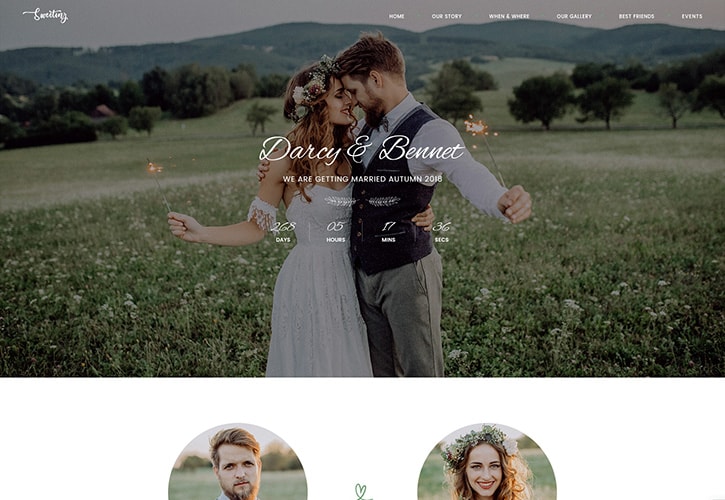 Sweeting
HOME OUR STORY WHEN & WHERE OUR GALLERY BEST FRIENDS EVENTS
Darcy & Bennet
WE ARE GETTING MARRIED AUTUMN 2018
268 05 17 36
DAYS HOURS MINS SECS